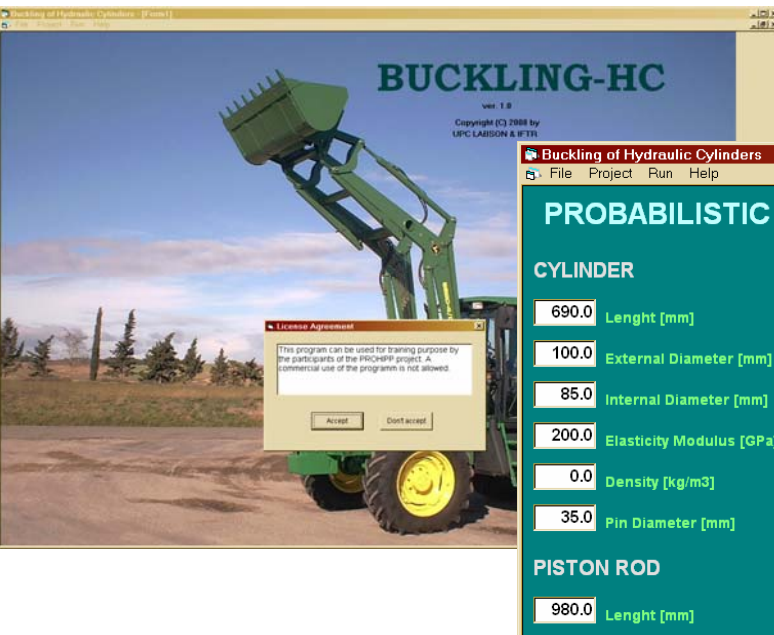 Buckling of Hydraulic Cylinders - [Form1]
File Project Run Help
BUCKLING-HC
ver. 1.0
Copyright (C) 2008 by
UPC LABSON & IFTR
License Agreement
This program can be used for training purpose by
the participants of the PROHIPP project. A
commercial use of the programm is not allowed.
Accept Don't accept
Buckling of Hydraulic Cylinders
File Project Run Help
PROBABILISTIC
CYLINDER
690.0 Lenght [mm]
100.0 External Diameter [mm]
85.0 Internal Diameter [mm]
200.0 Elasticity Modulus [GPa]
0.0 Density [kg/m3]
35.0 Pin Diameter [mm]
PISTON ROD
980.0 Lenght [mm]